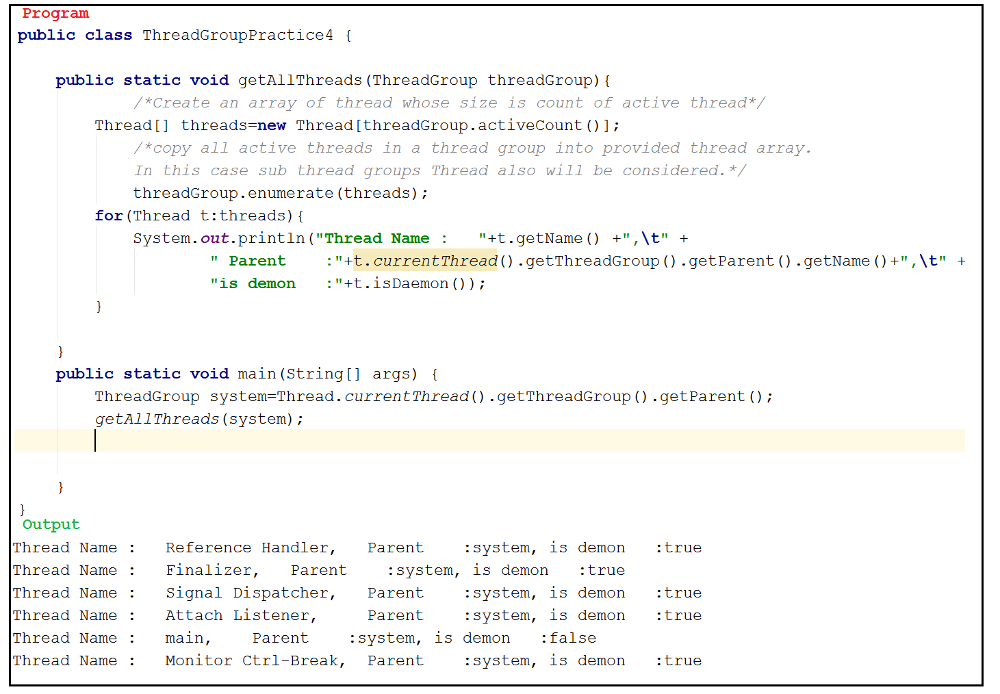 Program
public class ThreadGroupPractice4 {
public static void getAllThreads(ThreadGroup threadGroup){
/*Create an array of thread whose size is count of active thread*/
Thread[] threads=new Thread[threadGroup.activeCount()];
/*copy all active threads in a thread group into provided thread array.
In this case sub thread groups Thread also will be considered.*/
threadGroup.enumerate(threads);
for(Thread t:threads){
System.out.println("Thread Name :   "+t.getName() +",\t" +
" Parent    :"+t.currentThread().getThreadGroup().getParent().getName()+",\t" +
"is demon   :"+t.isDaemon());
}
}
public static void main(String[] args) {
ThreadGroup system=Thread.currentThread().getThreadGroup().getParent();
getAllThreads(system);
}
}
Output
Thread Name :   Reference Handler,   Parent    :system, is demon   :true
Thread Name :   Finalizer,   Parent    :system, is demon   :true
Thread Name :   Signal Dispatcher,   Parent    :system, is demon   :true
Thread Name :   Attach Listener,     Parent    :system, is demon   :true
Thread Name :   main,    Parent    :system, is demon   :false
Thread Name :   Monitor Ctrl-Break,  Parent    :system, is demon   :true